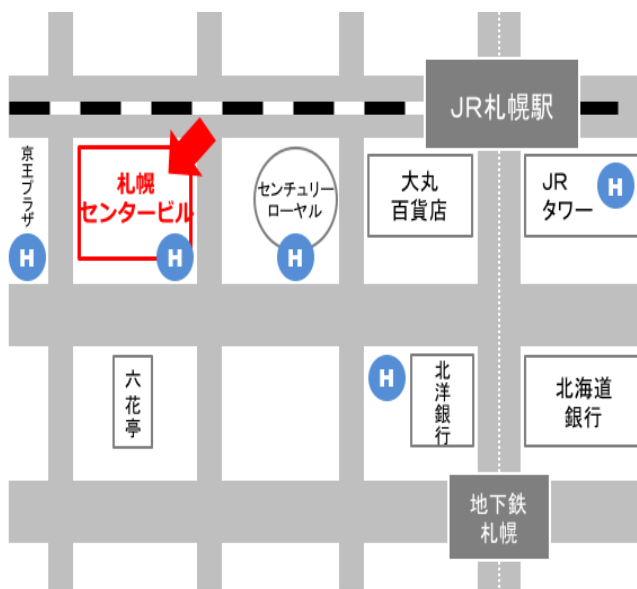 JR札幌駅
京王プラザ
H
札幌
センタービル
H
センチュリー
ローヤル
H
大丸
百貨店
JR
タワー
H
六花亭
H
北洋銀行
北海道
銀行
地下鉄
札幌